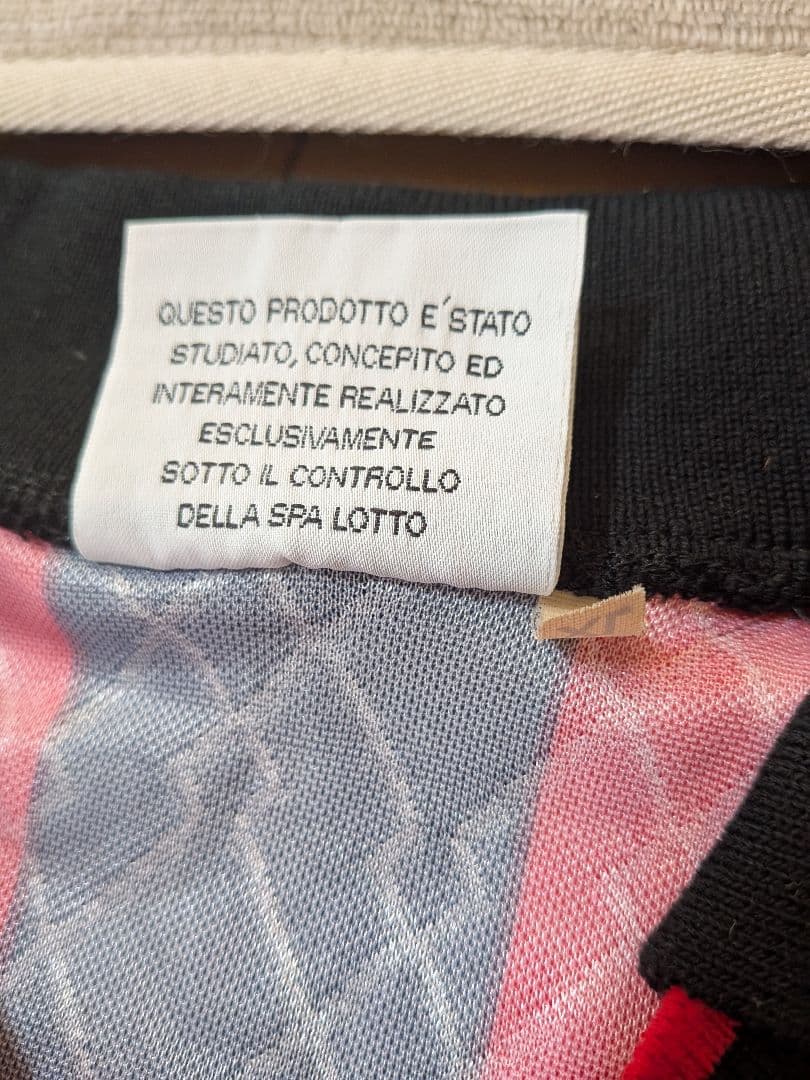 QUESTO PRODOTTO E´STATO
STUDIATO, CONCEPITO ED
INTERAMENTE REALIZZATO
ESCLUSIVAMENTE
SOTTO IL CONTROLLO
DELLA SPA LOTTO